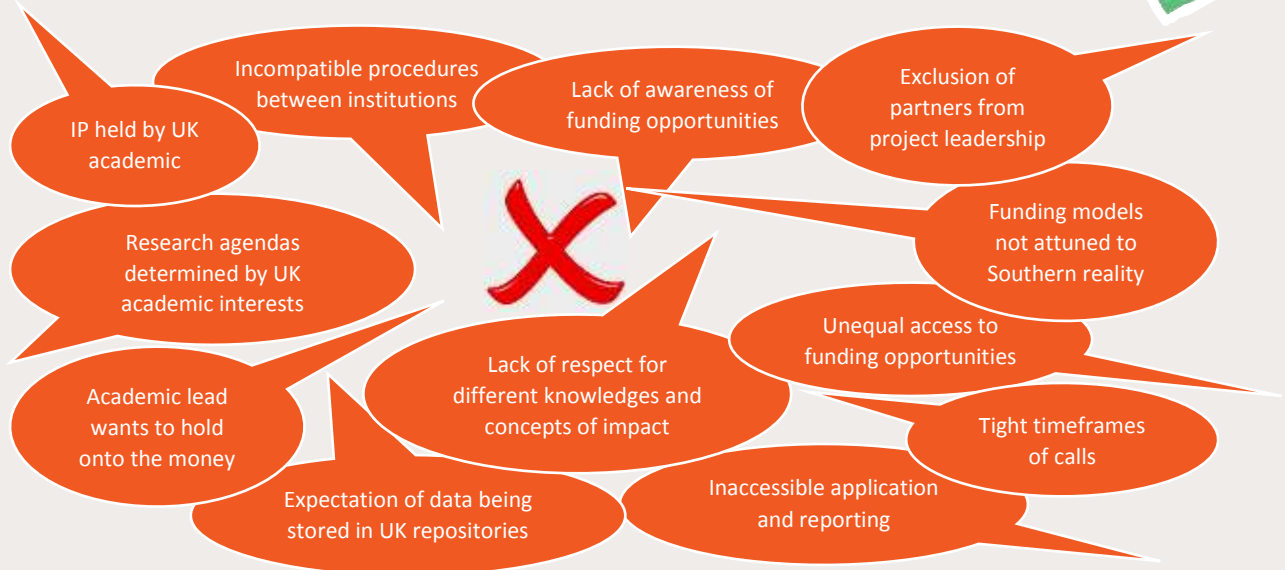 Incompatible procedures
between institutions
Lack of awareness of
funding opportunities
Exclusion of
partners from
project leadership
IP held by UK
academic
Funding models
not attuned to
Southern reality
Research agendas
determined by UK
academic interests
Unequal access to
funding opportunities
Lack of respect for
different knowledges and
concepts of impact
Academic lead
wants to hold
onto the money
Tight timeframes
of calls
Expectation of data being
stored in UK repositories
Inaccessible application
and reporting